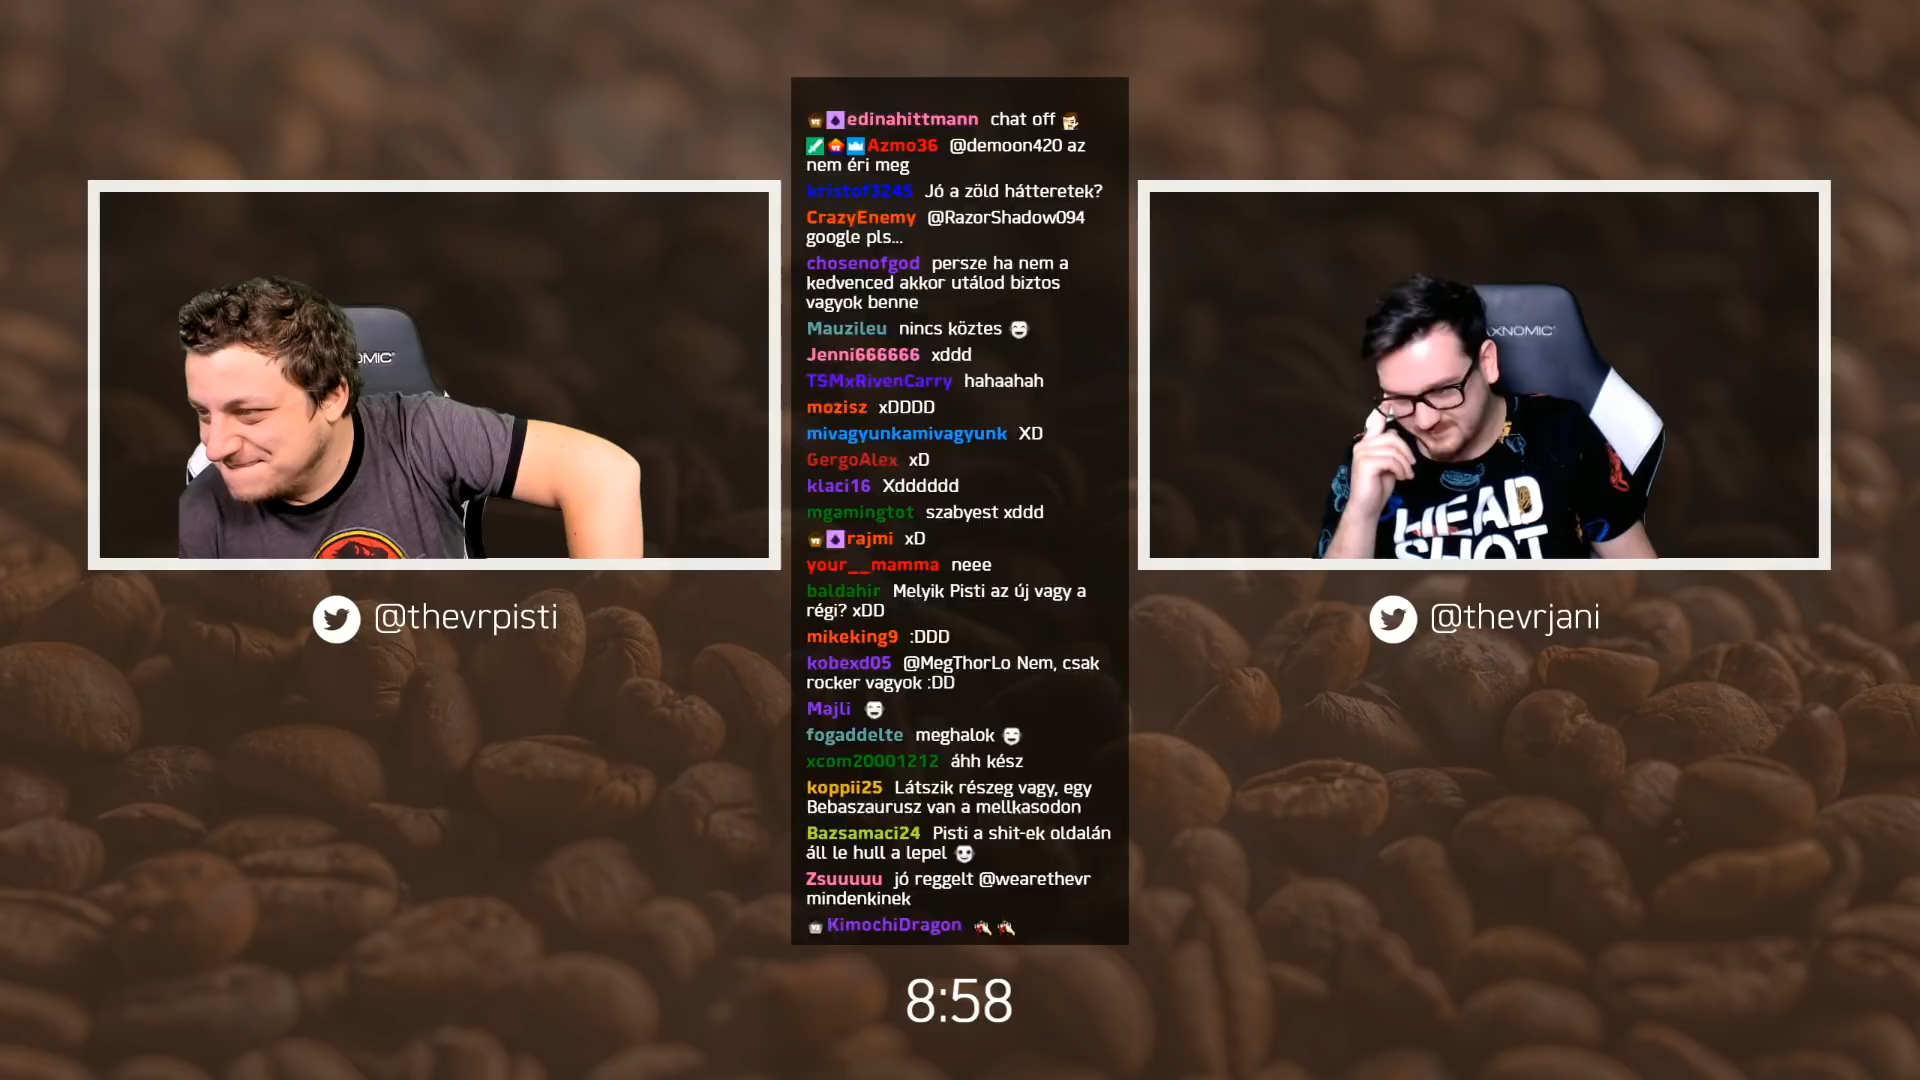 edinahittmann chat off
Azmo36 @demoon420 az
nem éri meg
kristof3245 Jó a zöld hátteretek?
CrazyEnemy @RazorShadow094
google pls...
chosenofgod persze ha nem a
kedvenced akkor utálod biztos
vagyok benne
Mauzileu nincs köztes
Jenni666666 xddd
TSMxRivenCarry hahaahah
mozisz xDDDD
mivagyunkamivagyunk XD
GergoAlex xD
klaci16 Xdddddd
mgamingtot szabyest xddd
rajmi xD
your__mamma neee
baldahir Melyik Pisti az új vagy a
régi? xDD
mikeking9 :DDD
kobexd05 @MegThorLo Nem, csak
rocker vagyok :DD
Majli
fogaddelte meghalok
xcom20001212 áhh kész
koppii25 Látszik részeg vagy, egy
Bebaszaurusz van a mellkasodon
Bazsamaci24 Pisti a shit-ek oldalán
áll le hull a lepel
Zsuuuuu jó reggelt @wearethevr
mindenkinek
KimochiDragon
OMIC
@thevrpisti
AXNOMIC
HEAD
SHOT
@thevrjani
8:58